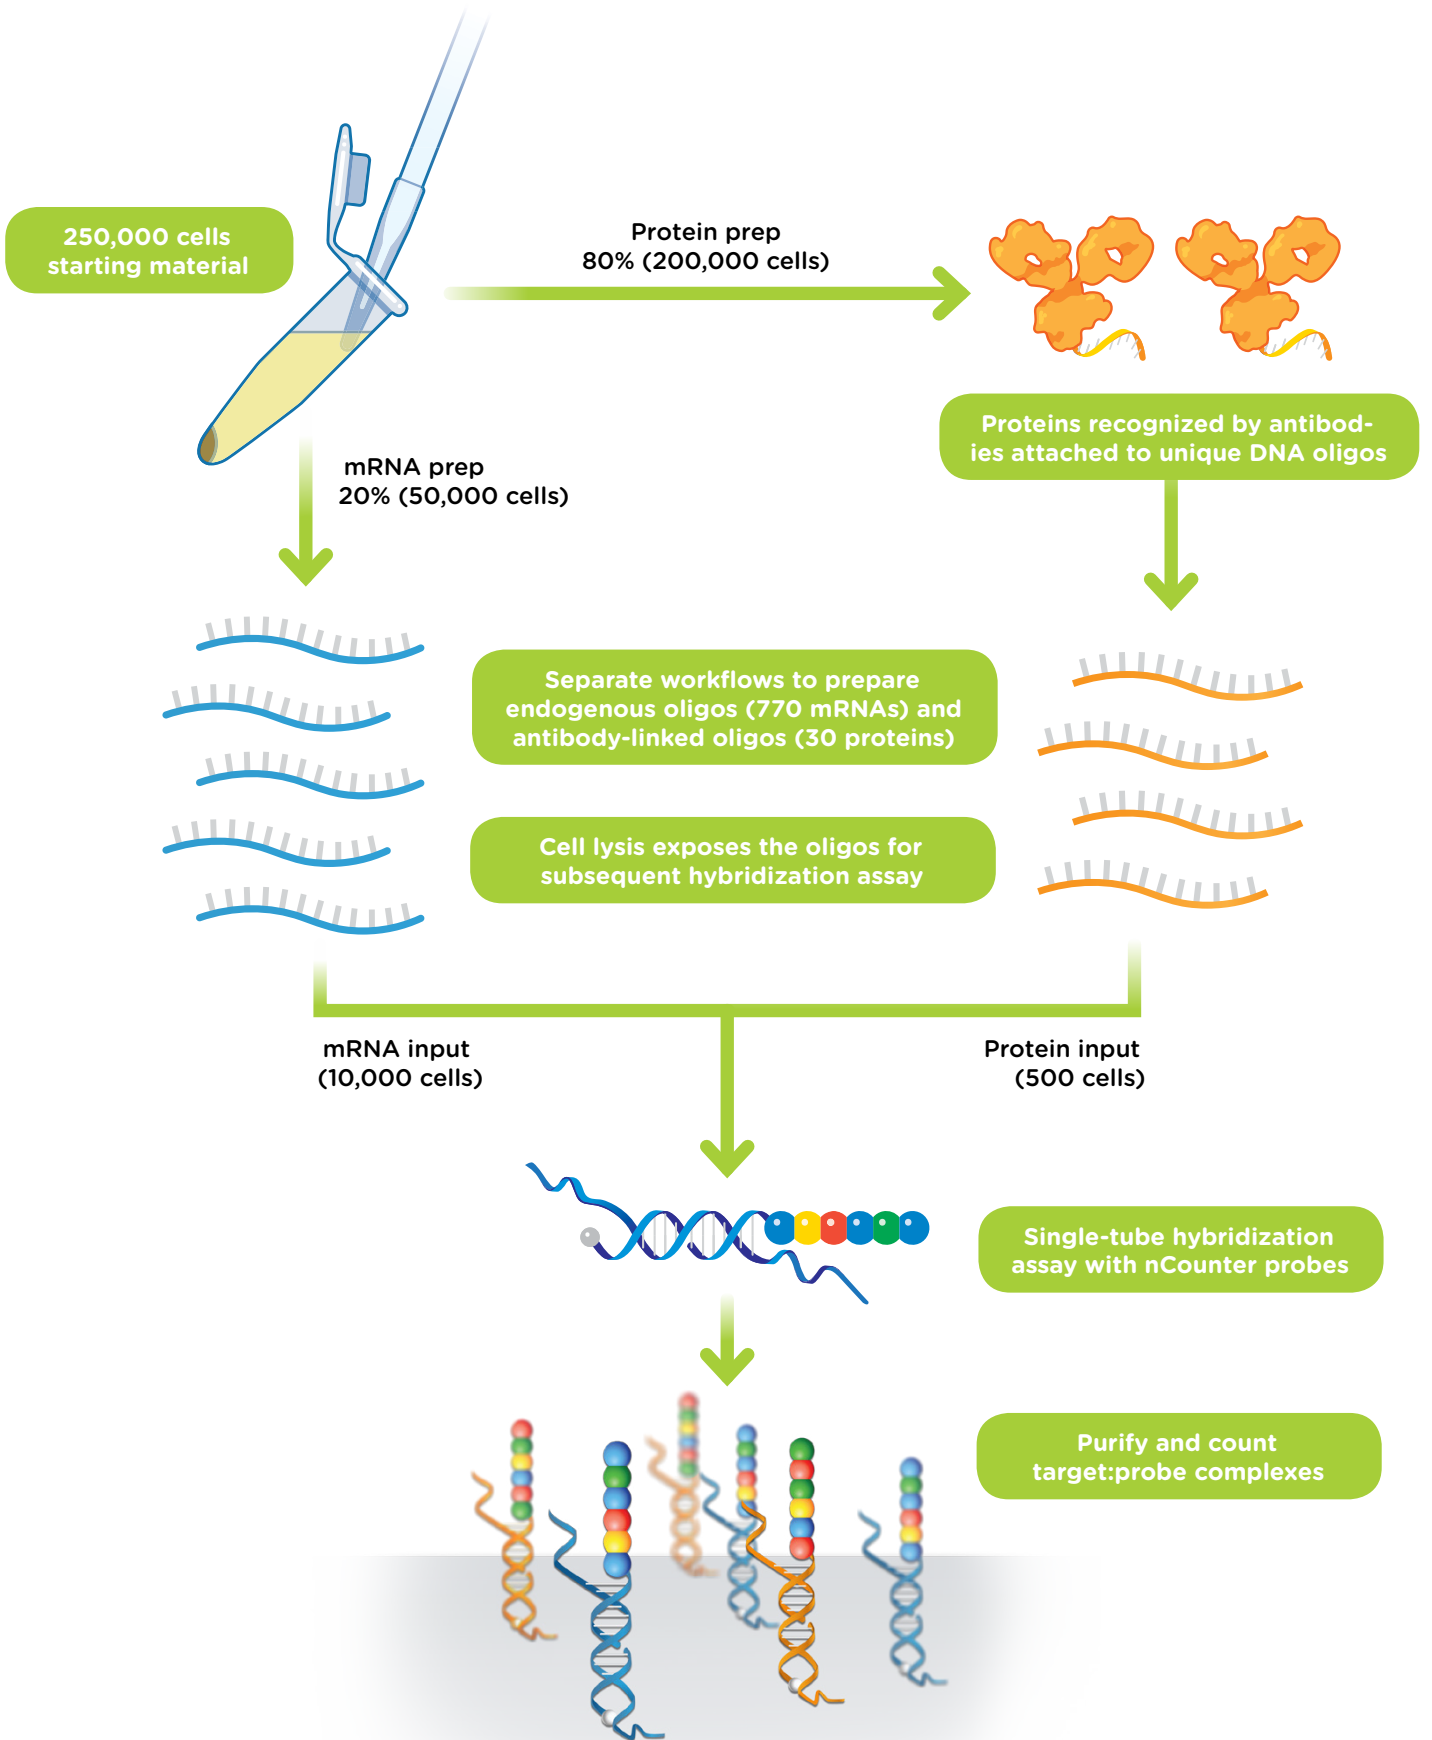 250,000 cells
starting material
Protein prep
80% (200,000 cells)
Proteins recognized by antibod-
ies attached to unique DNA oligos
mRNA prep
20% (50,000 cells)
Separate workflows to prepare
endogenous oligos (770 mRNAs) and
antibody-linked oligos (30 proteins)
Cell lysis exposes the oligos for
subsequent hybridization assay
mRNA input
(10,000 cells)
Protein input
(500 cells)
Single-tube hybridization
assay with nCounter probes
Purify and count
target:probe complexes